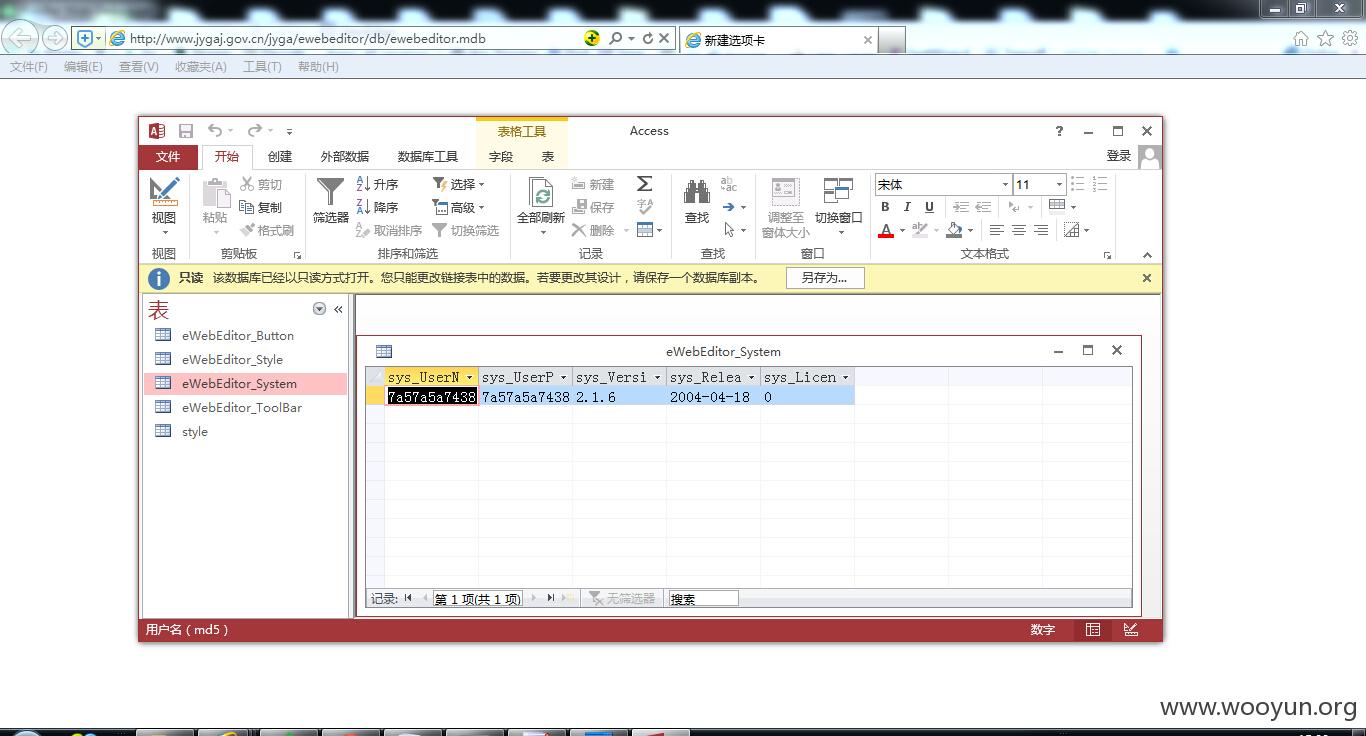 http://www.jygaj.gov.cn/jyga/ewebeditor/db/ewebeditor.mdb
新建选项卡
文件(F) 编辑(E) 查看(V) 收藏夹(A) 工具(T) 帮助(H)
表格工具 Access
文件 开始 创建 外部数据 数据库工具 字段 表 登录
视图 粘贴 剪切 复制 格式刷
筛选器 升序 降序 取消排序 选择 高级 切换筛选
全部刷新 新建 保存 删除
查找 调整至窗体大小 切换窗口
宋体 11
B I U
视图 剪贴板 排序和筛选 记录 查找 窗口 文本格式
只读 该数据库已经以只读方式打开。您只能更改链接表中的数据。若要更改其设计，请保存一个数据库副本。 另存为...
表
eWebEditor_Button
eWebEditor_Style
eWebEditor_System
eWebEditor_ToolBar
style
eWebEditor_System
sys_UserN sys_UserP sys_Versi sys_Relea sys_Licen
7a57a5a7438 7a57a5a7438 2.1.6 2004-04-18 0
记录: 第 1 项(共 1 项) 无筛选器 搜索
用户名（md5） 数字
www.wooyun.org